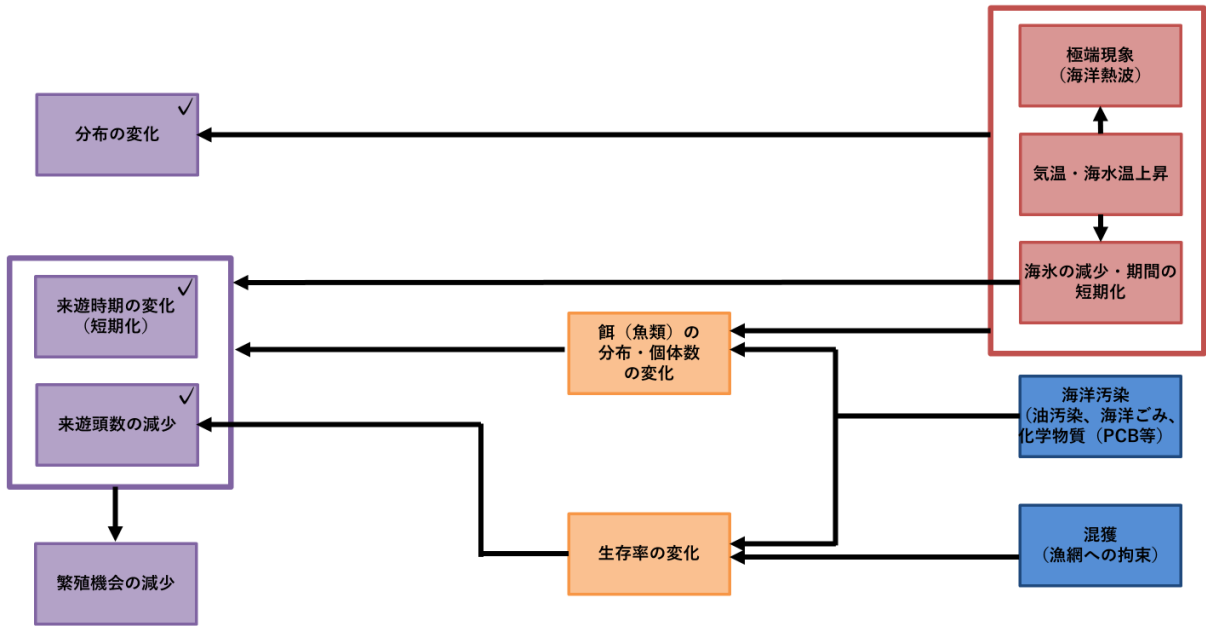 極端現象
（海洋熱波）
分布の変化
気温・海水温上昇
海氷の減少・期間の
短期化
来遊時期の変化
（短期化）
餌（魚類）の
分布・個体数
の変化
来遊頭数の減少
海洋汚染
（油汚染、海洋ごみ、
化学物質（PCB等）
生存率の変化
混獲
（漁網への拘束）
繁殖機会の減少